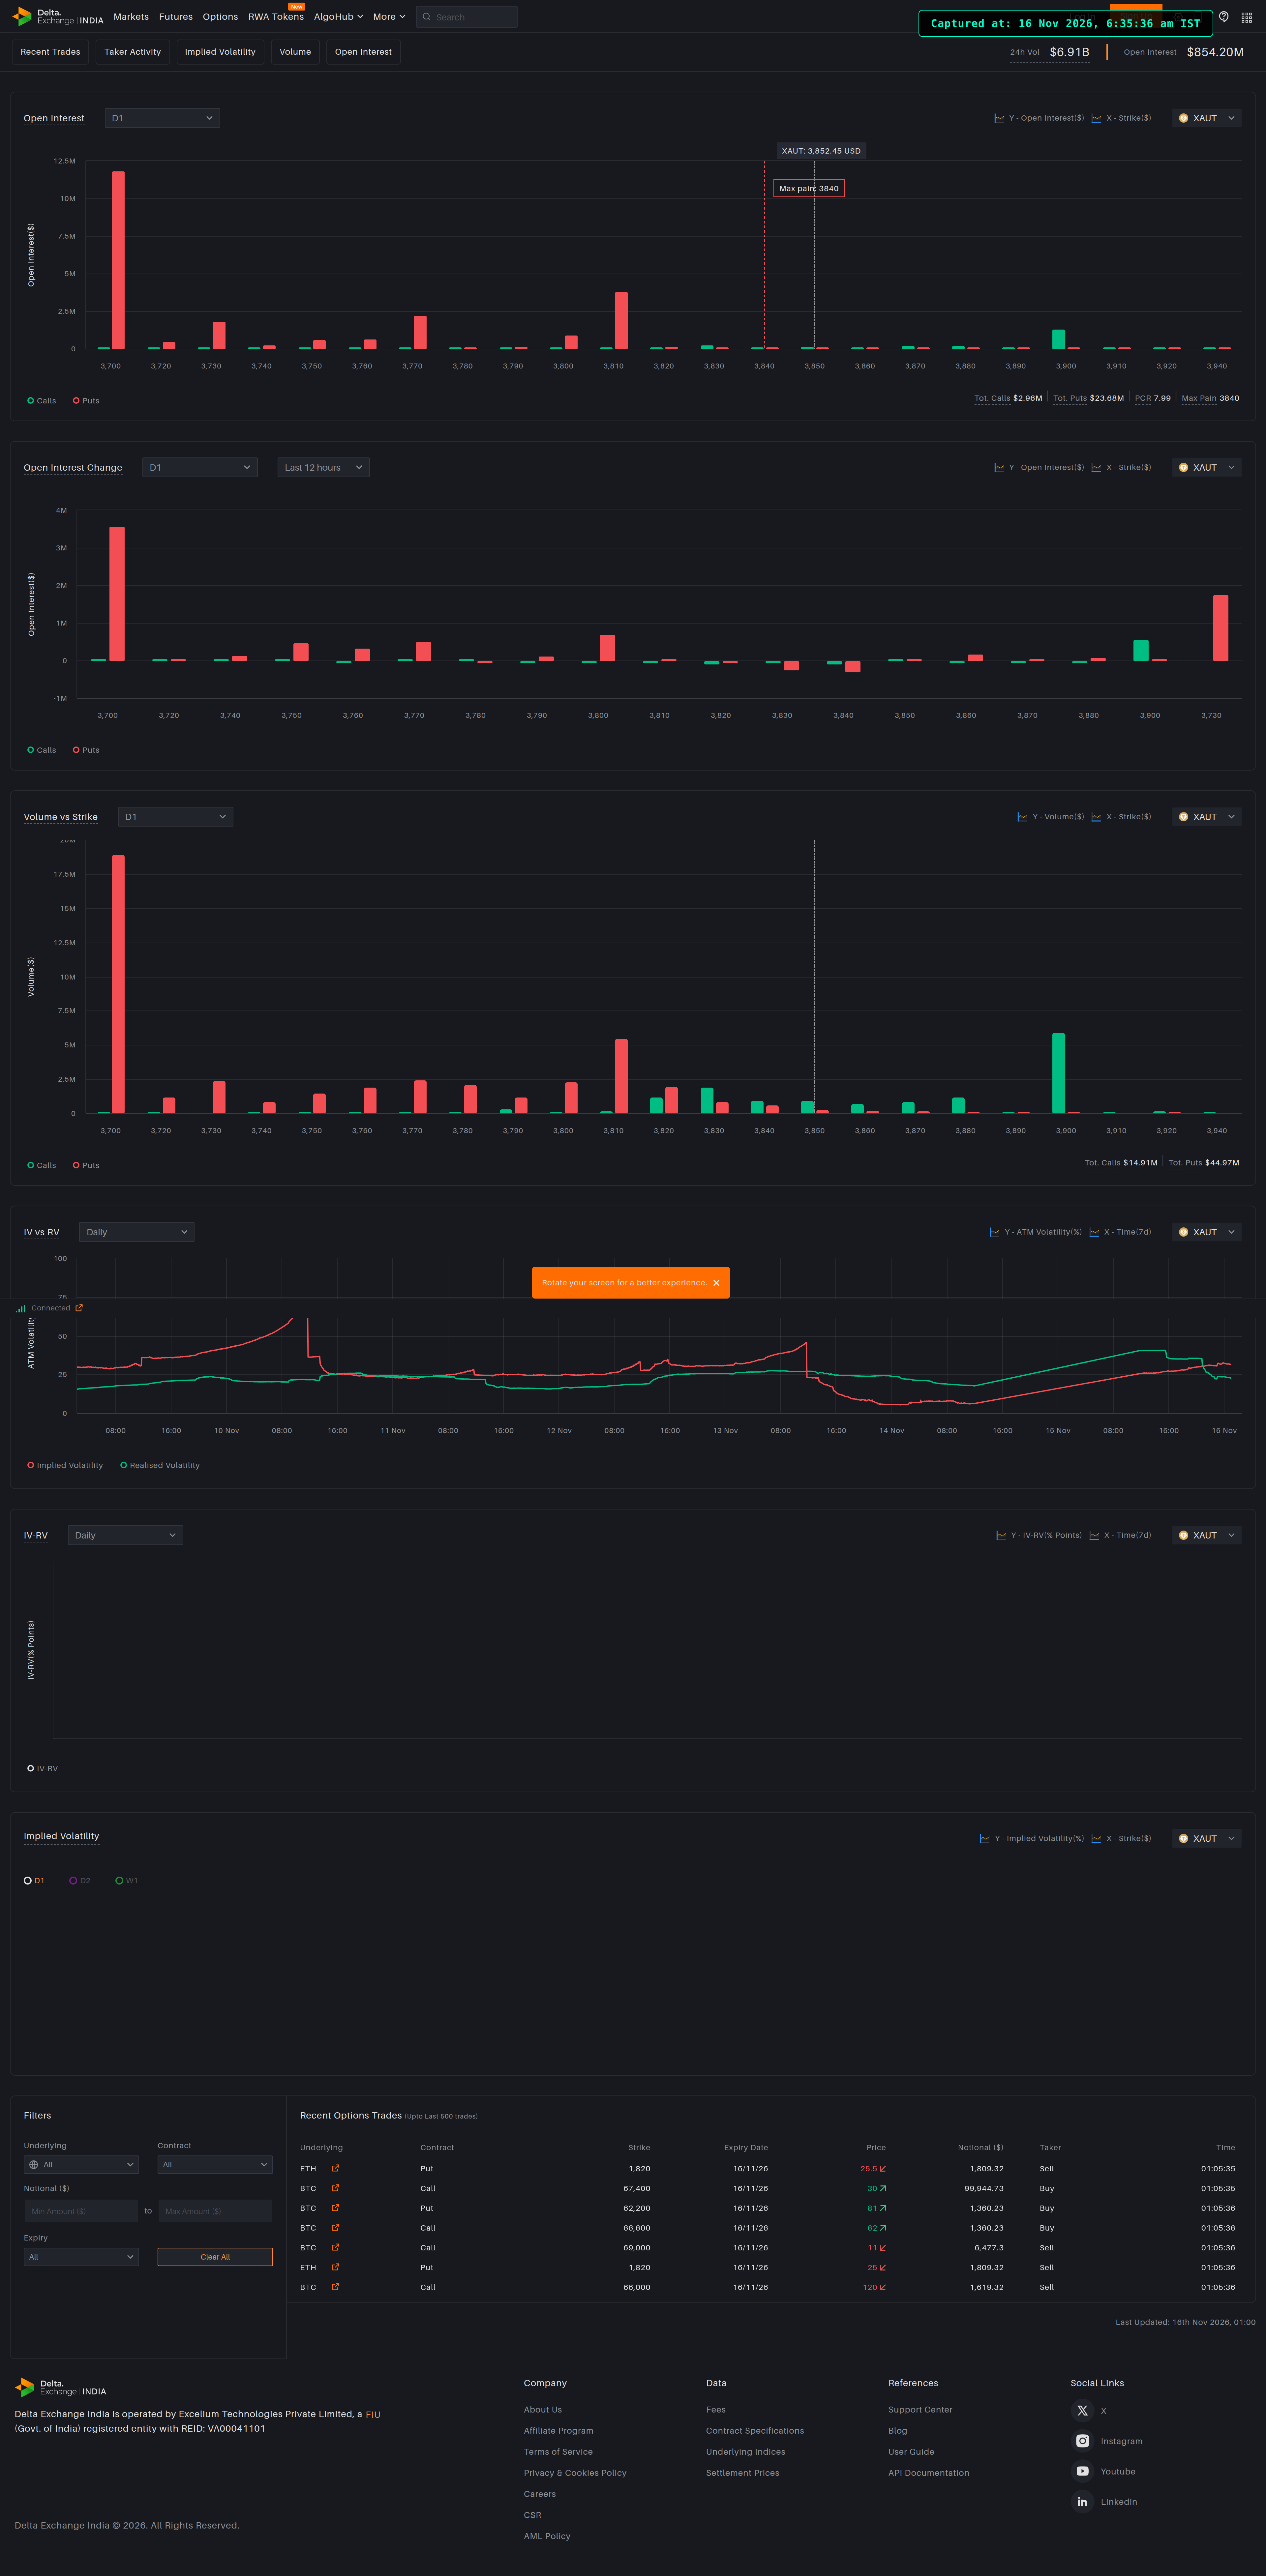 Delta.
Exchange | INDIA
Markets Futures Options RWA Tokens New AlgoHub More Search
Captured at: 16 Nov 2026, 6:35:36 am IST
Recent Trades Taker Activity Implied Volatility Volume Open Interest 24h Vol $6.91B Open Interest $854.20M
Open Interest D1 Y - Open Interest($) X - Strike($) XAUT
XAUT: 3,852.45 USD
Max pain: 3840
12.5M
10M
7.5M
5M
2.5M
0
Open Interest($)
3,700 3,720 3,730 3,740 3,750 3,760 3,770 3,780 3,790 3,800 3,810 3,820 3,830 3,840 3,850 3,860 3,870 3,880 3,890 3,900 3,910 3,920 3,940
Calls Puts Tot. Calls $2.96M Tot. Puts $23.68M PCR 7.99 Max Pain 3840
Open Interest Change D1 Last 12 hours Y - Open Interest($) X - Strike($) XAUT
4M
3M
2M
1M
0
-1M
Open Interest($)
3,700 3,720 3,740 3,750 3,760 3,770 3,780 3,790 3,800 3,810 3,820 3,830 3,840 3,850 3,860 3,870 3,880 3,900 3,730
Calls Puts
Volume vs Strike D1 Y - Volume($) X - Strike($) XAUT
20M
17.5M
15M
12.5M
10M
7.5M
5M
2.5M
0
Volume($)
3,700 3,720 3,730 3,740 3,750 3,760 3,770 3,780 3,790 3,800 3,810 3,820 3,830 3,840 3,850 3,860 3,870 3,880 3,890 3,900 3,910 3,920 3,940
Calls Puts Tot. Calls $14.91M Tot. Puts $44.97M
IV vs RV Daily Y - ATM Volatility(%) X - Time(7d) XAUT
100
75
Rotate your screen for a better experience.
Connected
50
25
0
ATM Volatilit
08:00 16:00 10 Nov 08:00 16:00 11 Nov 08:00 16:00 12 Nov 08:00 16:00 13 Nov 08:00 16:00 14 Nov 08:00 16:00 15 Nov 08:00 16:00 16 Nov
Implied Volatility Realised Volatility
IV-RV Daily Y - IV-RV(% Points) X - Time(7d) XAUT
IV-RV(% Points)
IV-RV
Implied Volatility Y - Implied Volatility(%) X - Strike($) XAUT
D1 D2 W1
Filters
Underlying Contract
All All
Notional ($)
Min Amount ($) to Max Amount ($)
Expiry
All Clear All
Recent Options Trades (Upto Last 500 trades)
Underlying Contract Strike Expiry Date Price Notional ($) Taker Time
ETH Put 1,820 16/11/26 25.5 1,809.32 Sell 01:05:35
BTC Call 67,400 16/11/26 30 99,944.73 Buy 01:05:35
BTC Put 62,200 16/11/26 81 1,360.23 Buy 01:05:36
BTC Call 66,600 16/11/26 62 1,360.23 Buy 01:05:36
BTC Call 69,000 16/11/26 11 6,477.3 Sell 01:05:36
ETH Put 1,820 16/11/26 25 1,809.32 Sell 01:05:36
BTC Call 66,000 16/11/26 120 1,619.32 Sell 01:05:36
Last Updated: 16th Nov 2026, 01:00
Delta.
Exchange | INDIA
Delta Exchange India is operated by Excelium Technologies Private Limited, a FIU
(Govt. of India) registered entity with REID: VA00041101
Delta Exchange India © 2026. All Rights Reserved.
Company
About Us
Affiliate Program
Terms of Service
Privacy & Cookies Policy
Careers
CSR
AML Policy
Data
Fees
Contract Specifications
Underlying Indices
Settlement Prices
References
Support Center
Blog
User Guide
API Documentation
Social Links
X
Instagram
Youtube
Linkedin